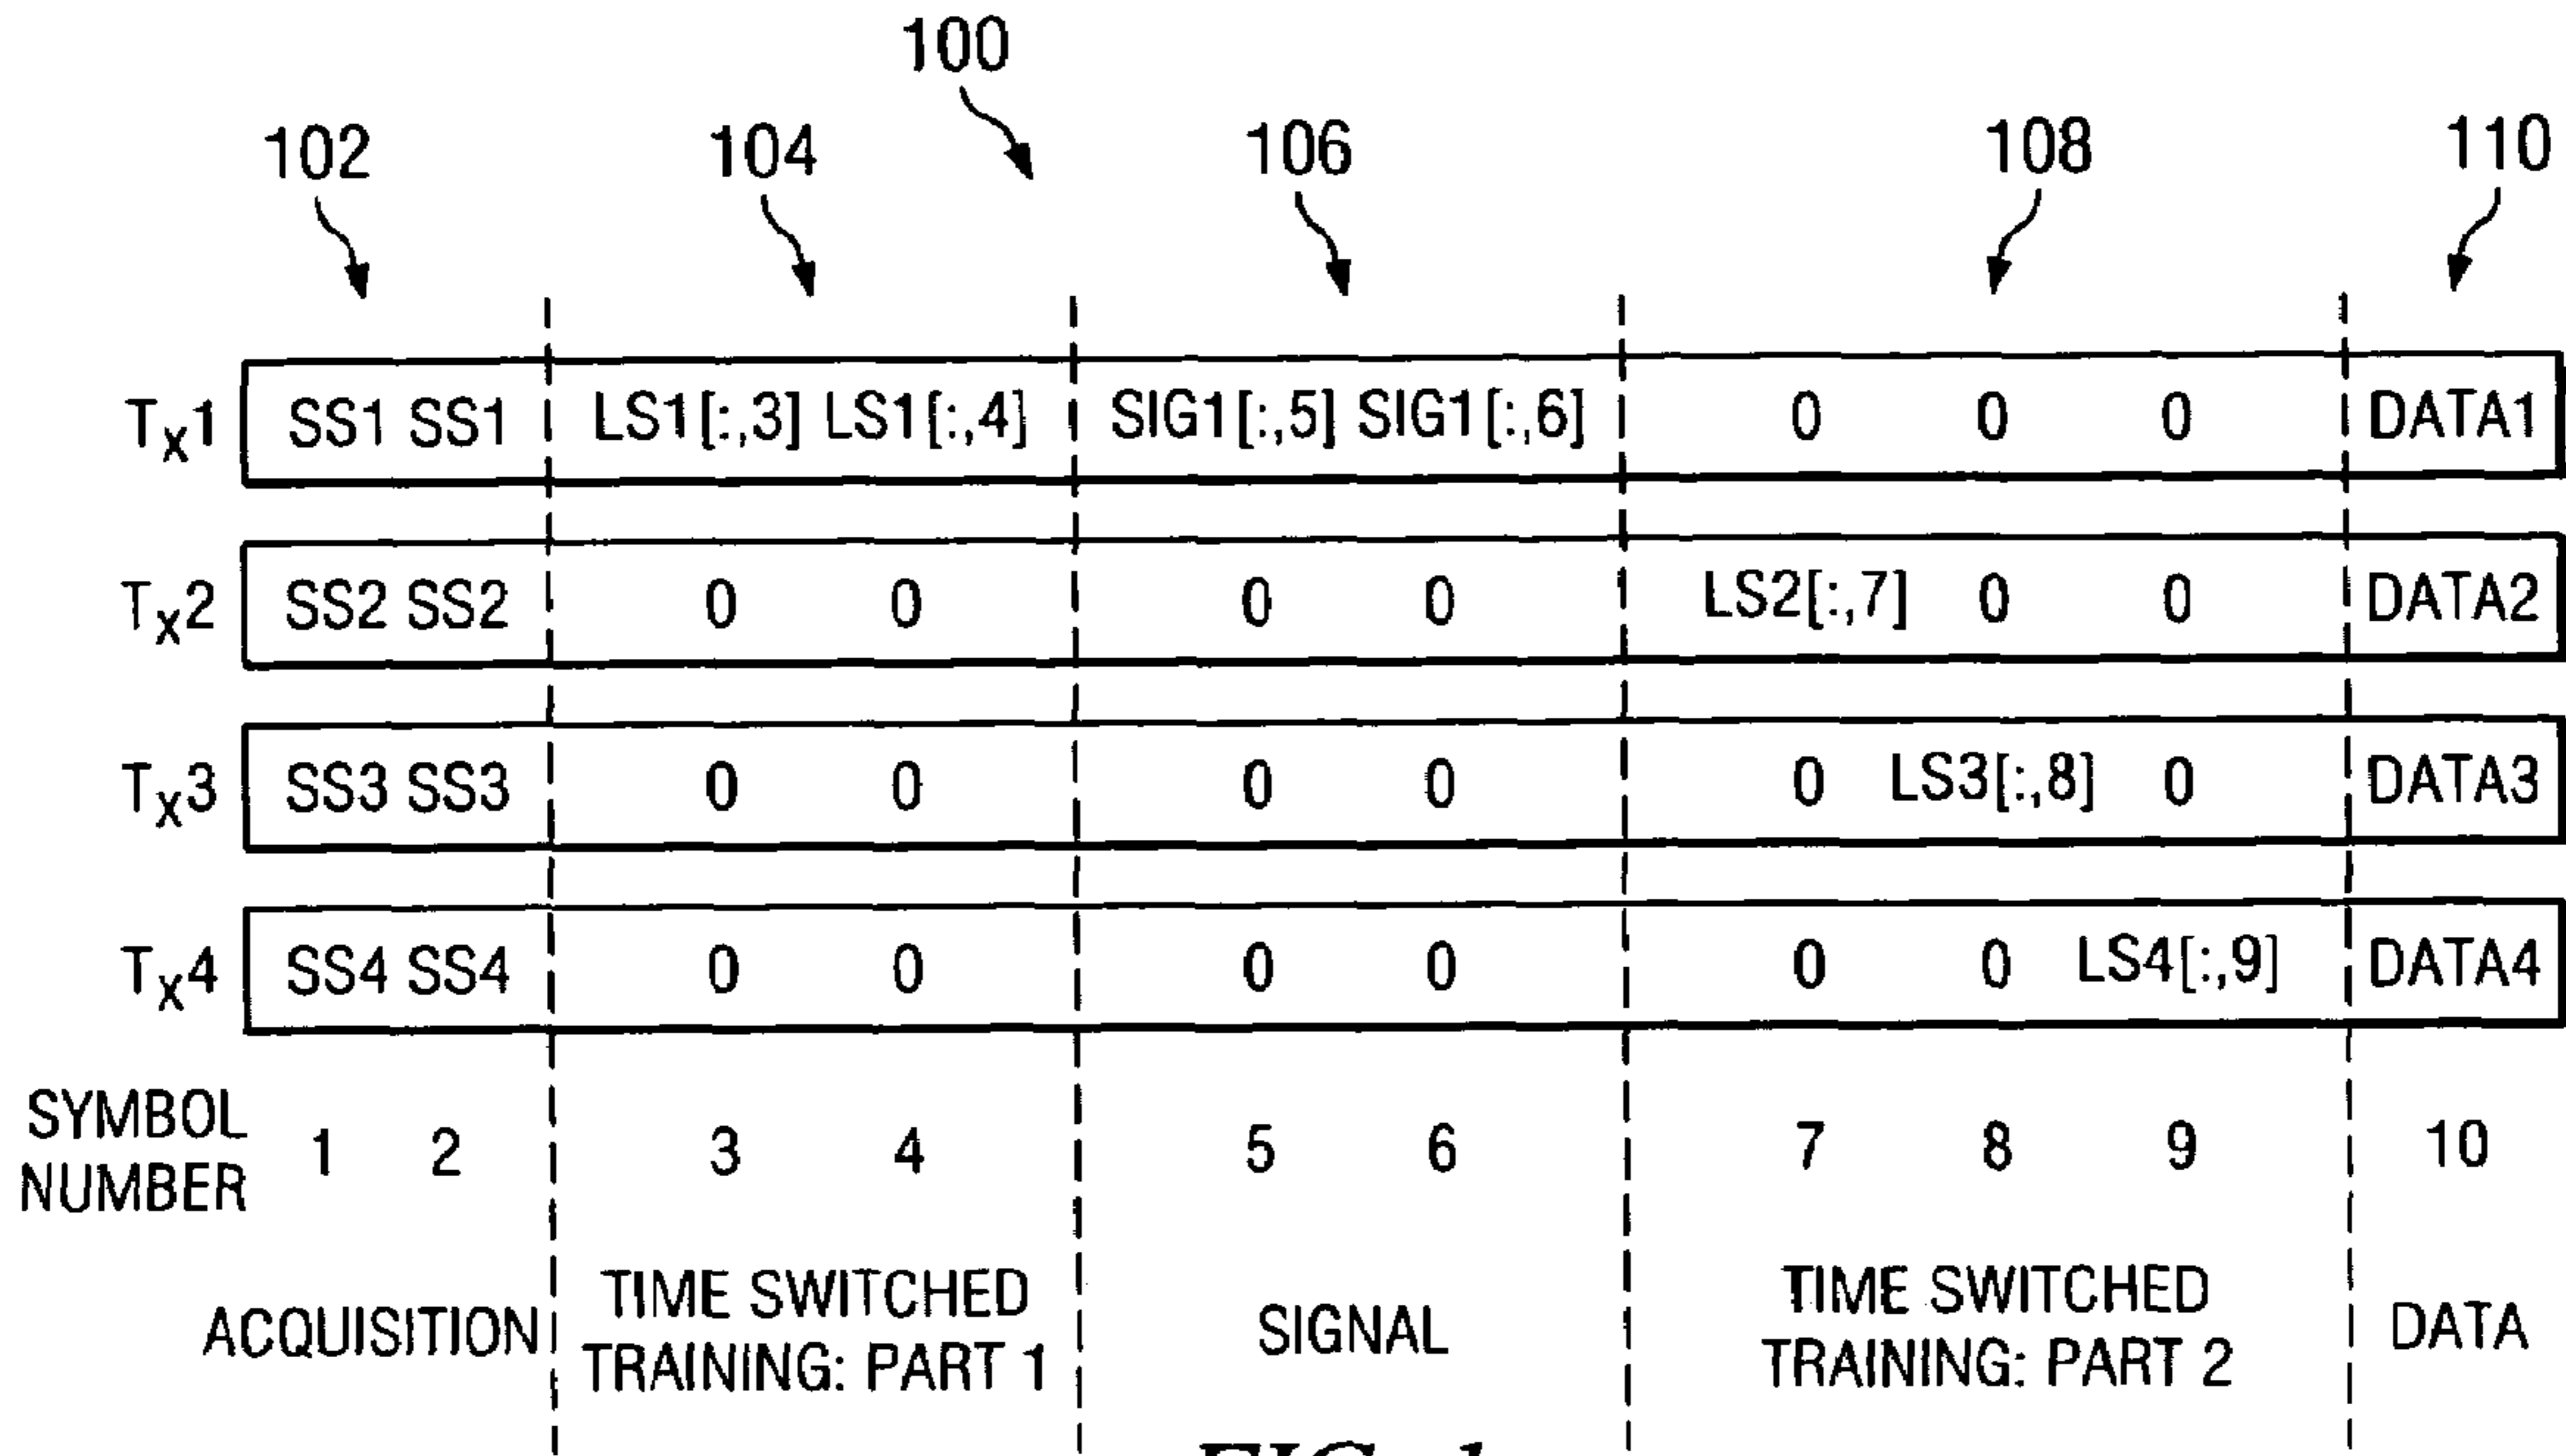 100
102 104 106 108 110
Tx1 SS1 SS1 LS1[:,3] LS1[:,4] SIG1[:,5] SIG1[:,6] 0 0 0 DATA1
Tx2 SS2 SS2 0 0 0 0 LS2[:,7] 0 0 DATA2
Tx3 SS3 SS3 0 0 0 0 0 LS3[:,8] 0 DATA3
Tx4 SS4 SS4 0 0 0 0 0 0 LS4[:,9] DATA4
SYMBOL
NUMBER 1 2 3 4 5 6 7 8 9 10
ACQUISITION
TIME SWITCHED
TRAINING: PART 1
SIGNAL
TIME SWITCHED
TRAINING: PART 2
DATA